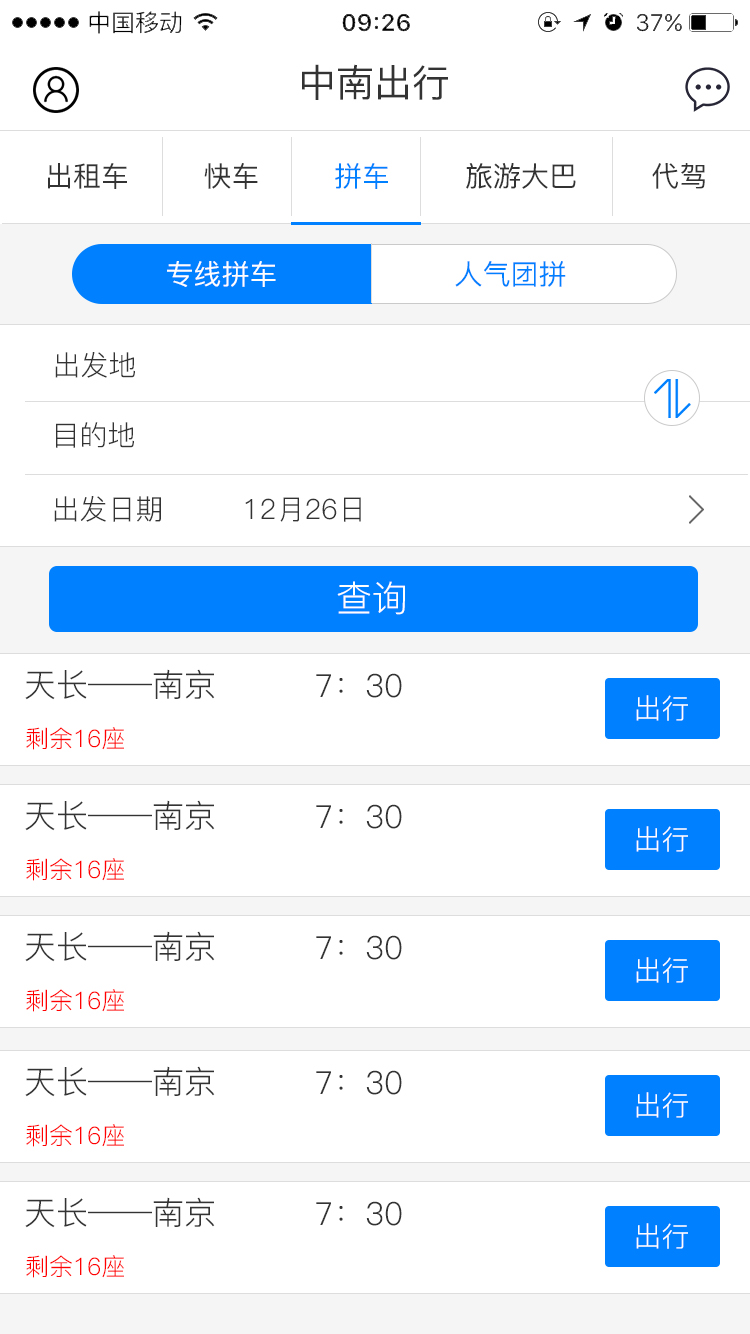 中国移动 09:26 37%
中南出行
出租车 快车 拼车 旅游大巴 代驾
专线拼车 人气团拼
出发地
目的地
出发日期 12月26日
查询
天长——南京 7：30 出行
剩余16座
天长——南京 7：30 出行
剩余16座
天长——南京 7：30 出行
剩余16座
天长——南京 7：30 出行
剩余16座
天长——南京 7：30 出行
剩余16座